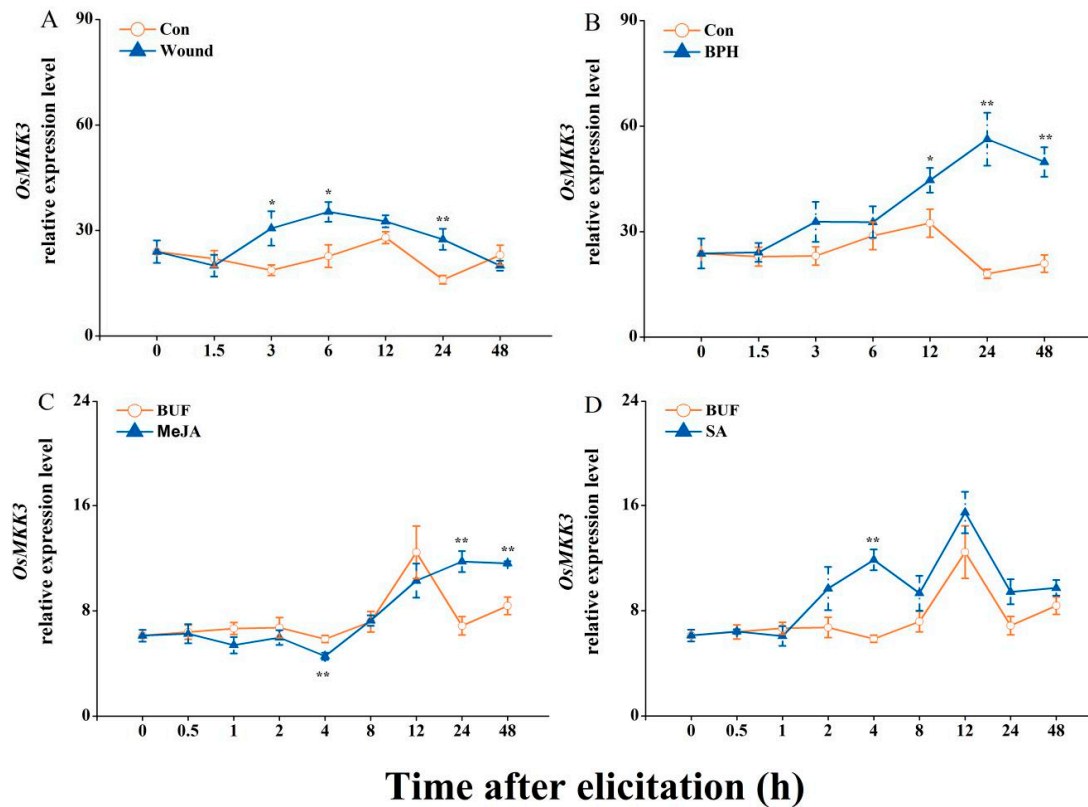 A
Con
Wound
OsMKK3
relative expression level
90
60
30
0
* * **
0 1.5 3 6 12 24 48
B
Con
BPH
OsMKK3
relative expression level
90
60
30
0
* ** **
0 1.5 3 6 12 24 48
C
BUF
MeJA
OsMKK3
relative expression level
24
16
8
0
** ** **
0 0.5 1 2 4 8 12 24 48
D
BUF
SA
OsMKK3
relative expression level
24
16
8
0
**
0 0.5 1 2 4 8 12 24 48
Time after elicitation (h)